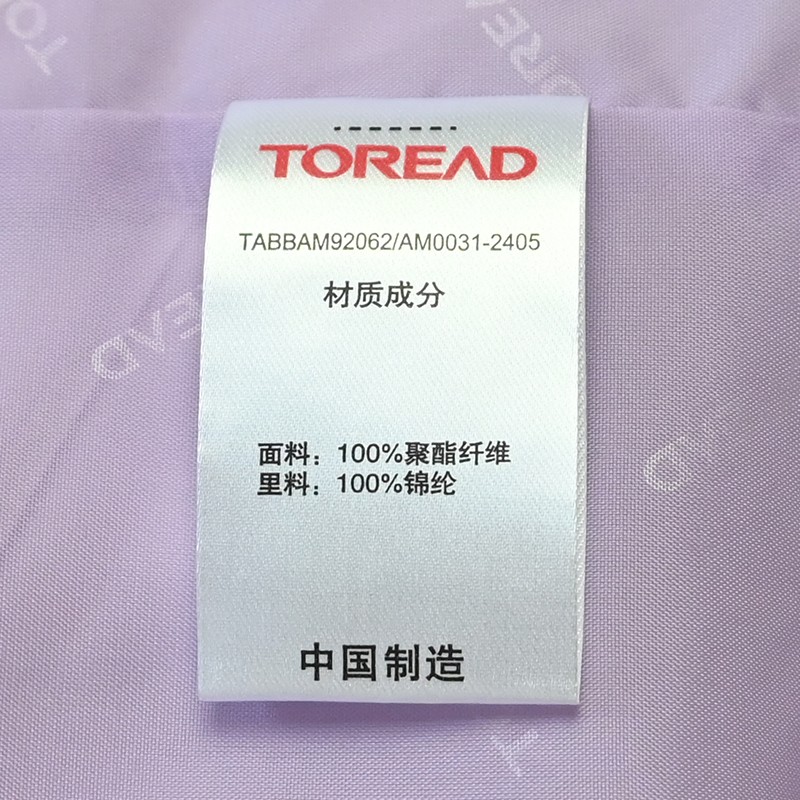 TOREAD
TABBAM92062/AM0031-2405
材质成分
面料：100%聚酯纤维
里料：100%锦纶
中国制造